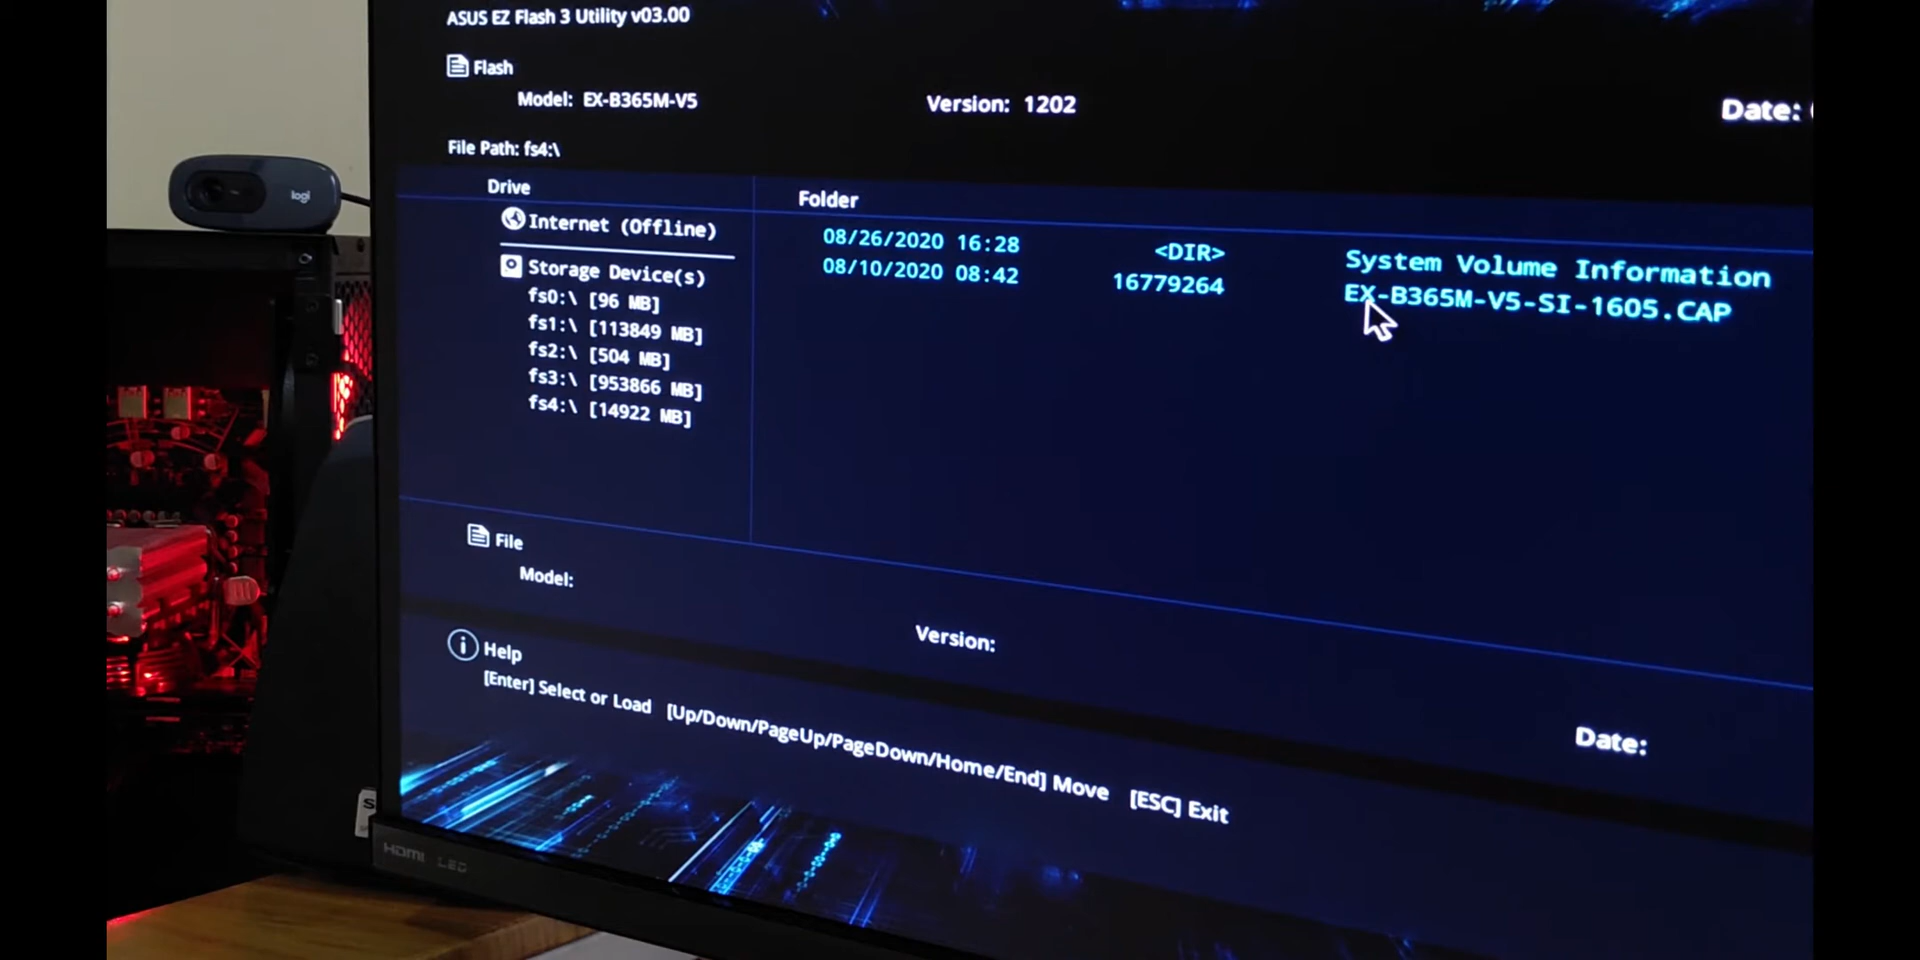 ASUS EZ Flash 3 Utility v03.00
Flash
Model: EX-B365M-V5
Version: 1202
Date:
File Path: fs4:\
logi
Drive
Folder
Internet (Offline)
08/26/2020 16:28 <DIR> System Volume Information
08/10/2020 08:42 16779264 EX-B365M-V5-SI-1605.CAP
Storage Device(s)
fs0:\ [96 MB]
fs1:\ [113849 MB]
fs2:\ [504 MB]
fs3:\ [953866 MB]
fs4:\ [14922 MB]
File
Model:
Version:
Date:
Help
[Enter] Select or Load [Up/Down/PageUp/PageDown/Home/End] Move [ESC] Exit
HDMI LED